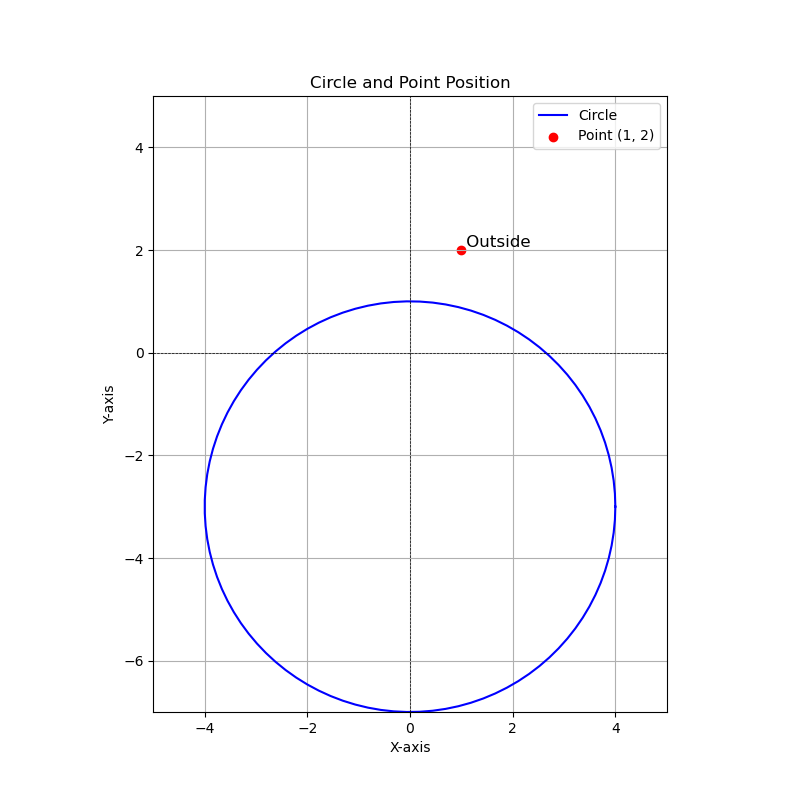 Circle and Point Position
Circle
Point (1, 2)
4
Outside
2
0
−2
−4
−6
Y-axis
−4
−2
0
2
4
X-axis